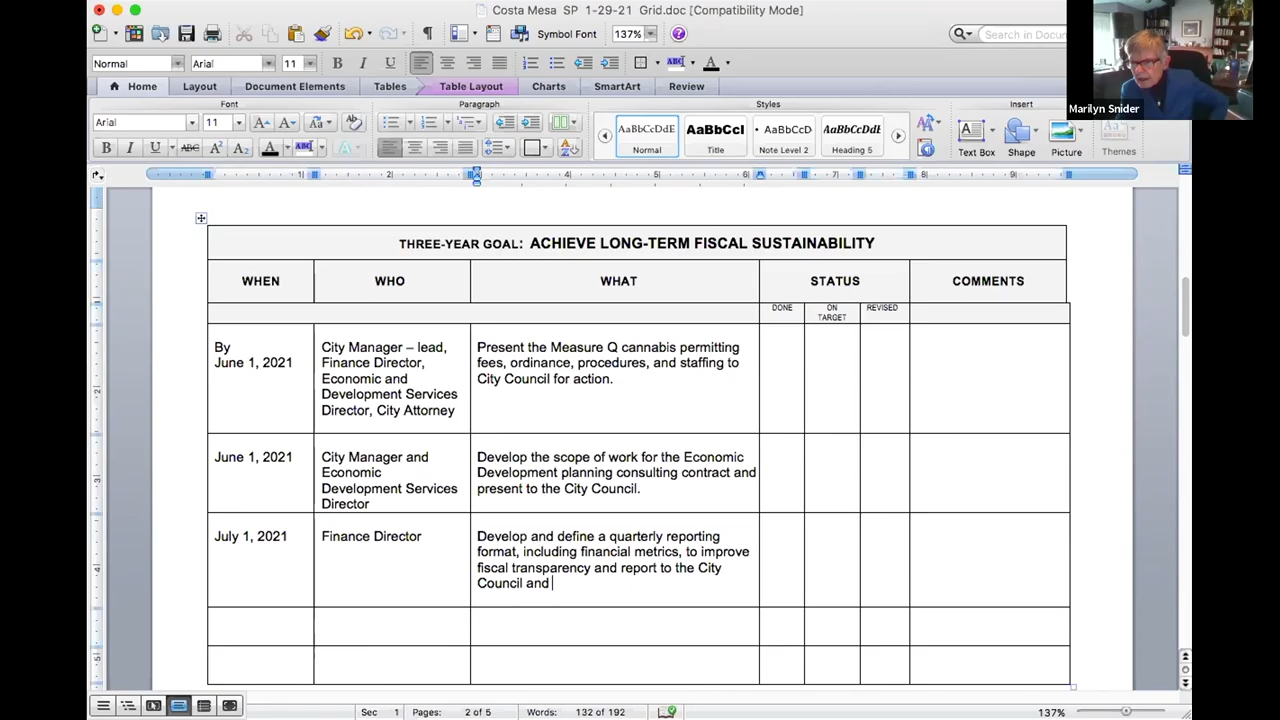 Costa Mesa SP 1-29-21 Grid.doc [Compatibility Mode]
Symbol Font
137%
Search in Docum
Marilyn Snider
Normal
Arial
11
B I U
ABC
A
Home
Layout
Document Elements
Tables
Table Layout
Charts
SmartArt
Review
Font
Paragraph
Styles
Insert
Arial
11
AaBbCcDdE
AaBbCcI
AaBbCcDd
AaBbCcDdE
Normal
Title
Note Level 2
Heading 5
Text Box
Shape
Picture
Themes
THREE-YEAR GOAL: ACHIEVE LONG-TERM FISCAL SUSTAINABILITY
WHEN
WHO
WHAT
STATUS
COMMENTS
DONE
ON
TARGET
REVISED
By
June 1, 2021
City Manager – lead,
Finance Director,
Economic and
Development Services
Director, City Attorney
Present the Measure Q cannabis permitting
fees, ordinance, procedures, and staffing to
City Council for action.
June 1, 2021
City Manager and
Economic
Development Services
Director
Develop the scope of work for the Economic
Development planning consulting contract and
present to the City Council.
July 1, 2021
Finance Director
Develop and define a quarterly reporting
format, including financial metrics, to improve
fiscal transparency and report to the City
Council and
Sec 1
Pages: 2 of 5
Words: 132 of 192
137%